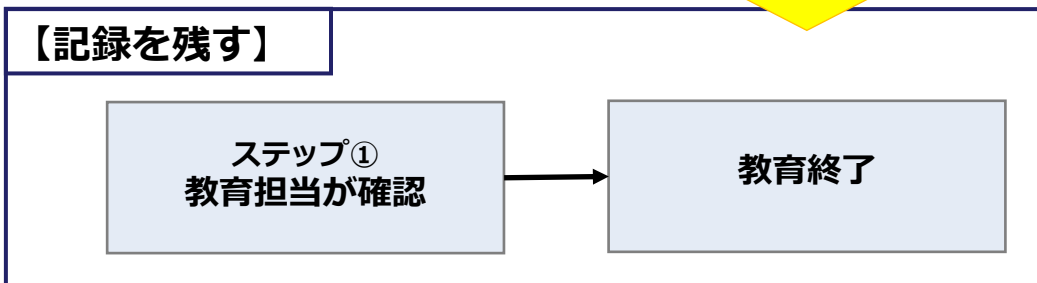 【記録を残す】
ステップ①
教育担当が確認
教育終了